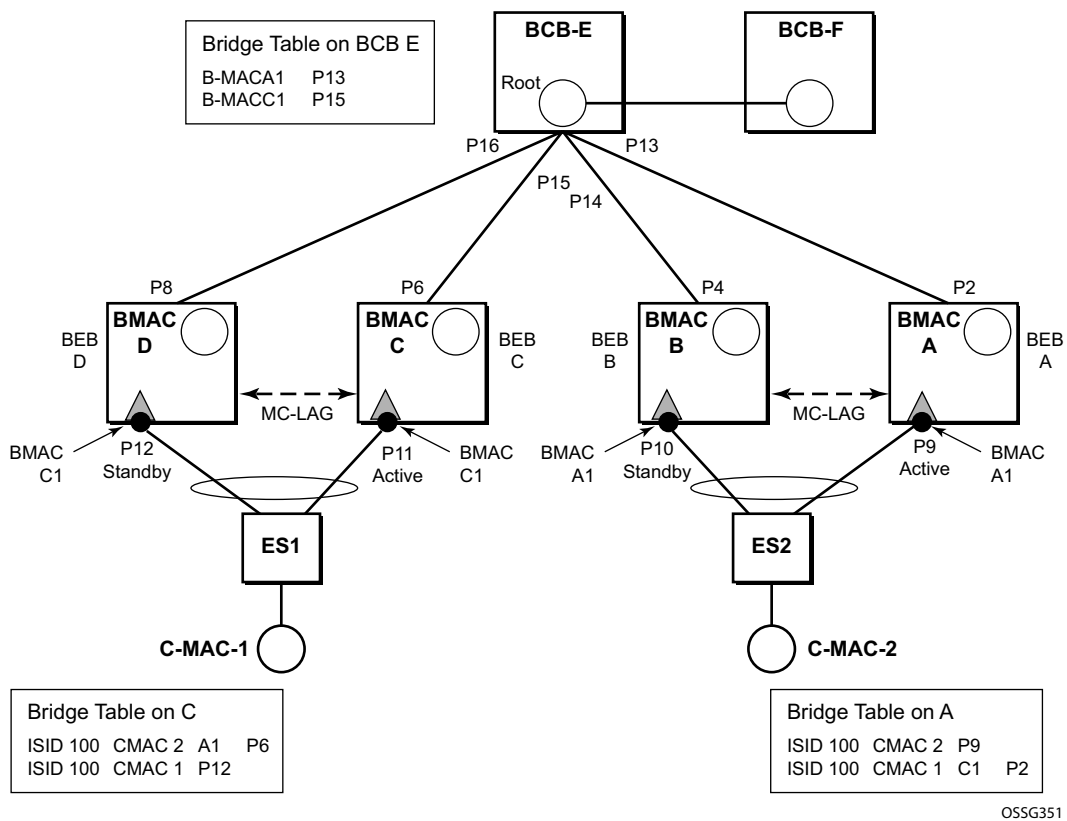 Bridge Table on BCB E
B-MACA1 P13
B-MACC1 P15
BCB-E
BCB-F
Root
P16
P13
P15
P14
P8
P6
P4
P2
BMAC
D
BMAC
C
BMAC
B
BMAC
A
BEB
D
BEB
C
BEB
B
BEB
A
MC-LAG
MC-LAG
BMAC
C1
P12
Standby
P11
Active
BMAC
C1
BMAC
A1
P10
Standby
P9
Active
BMAC
A1
ES1
ES2
C-MAC-1
C-MAC-2
Bridge Table on C
ISID 100 CMAC 2 A1 P6
ISID 100 CMAC 1 P12
Bridge Table on A
ISID 100 CMAC 2 P9
ISID 100 CMAC 1 C1 P2
OSSG351